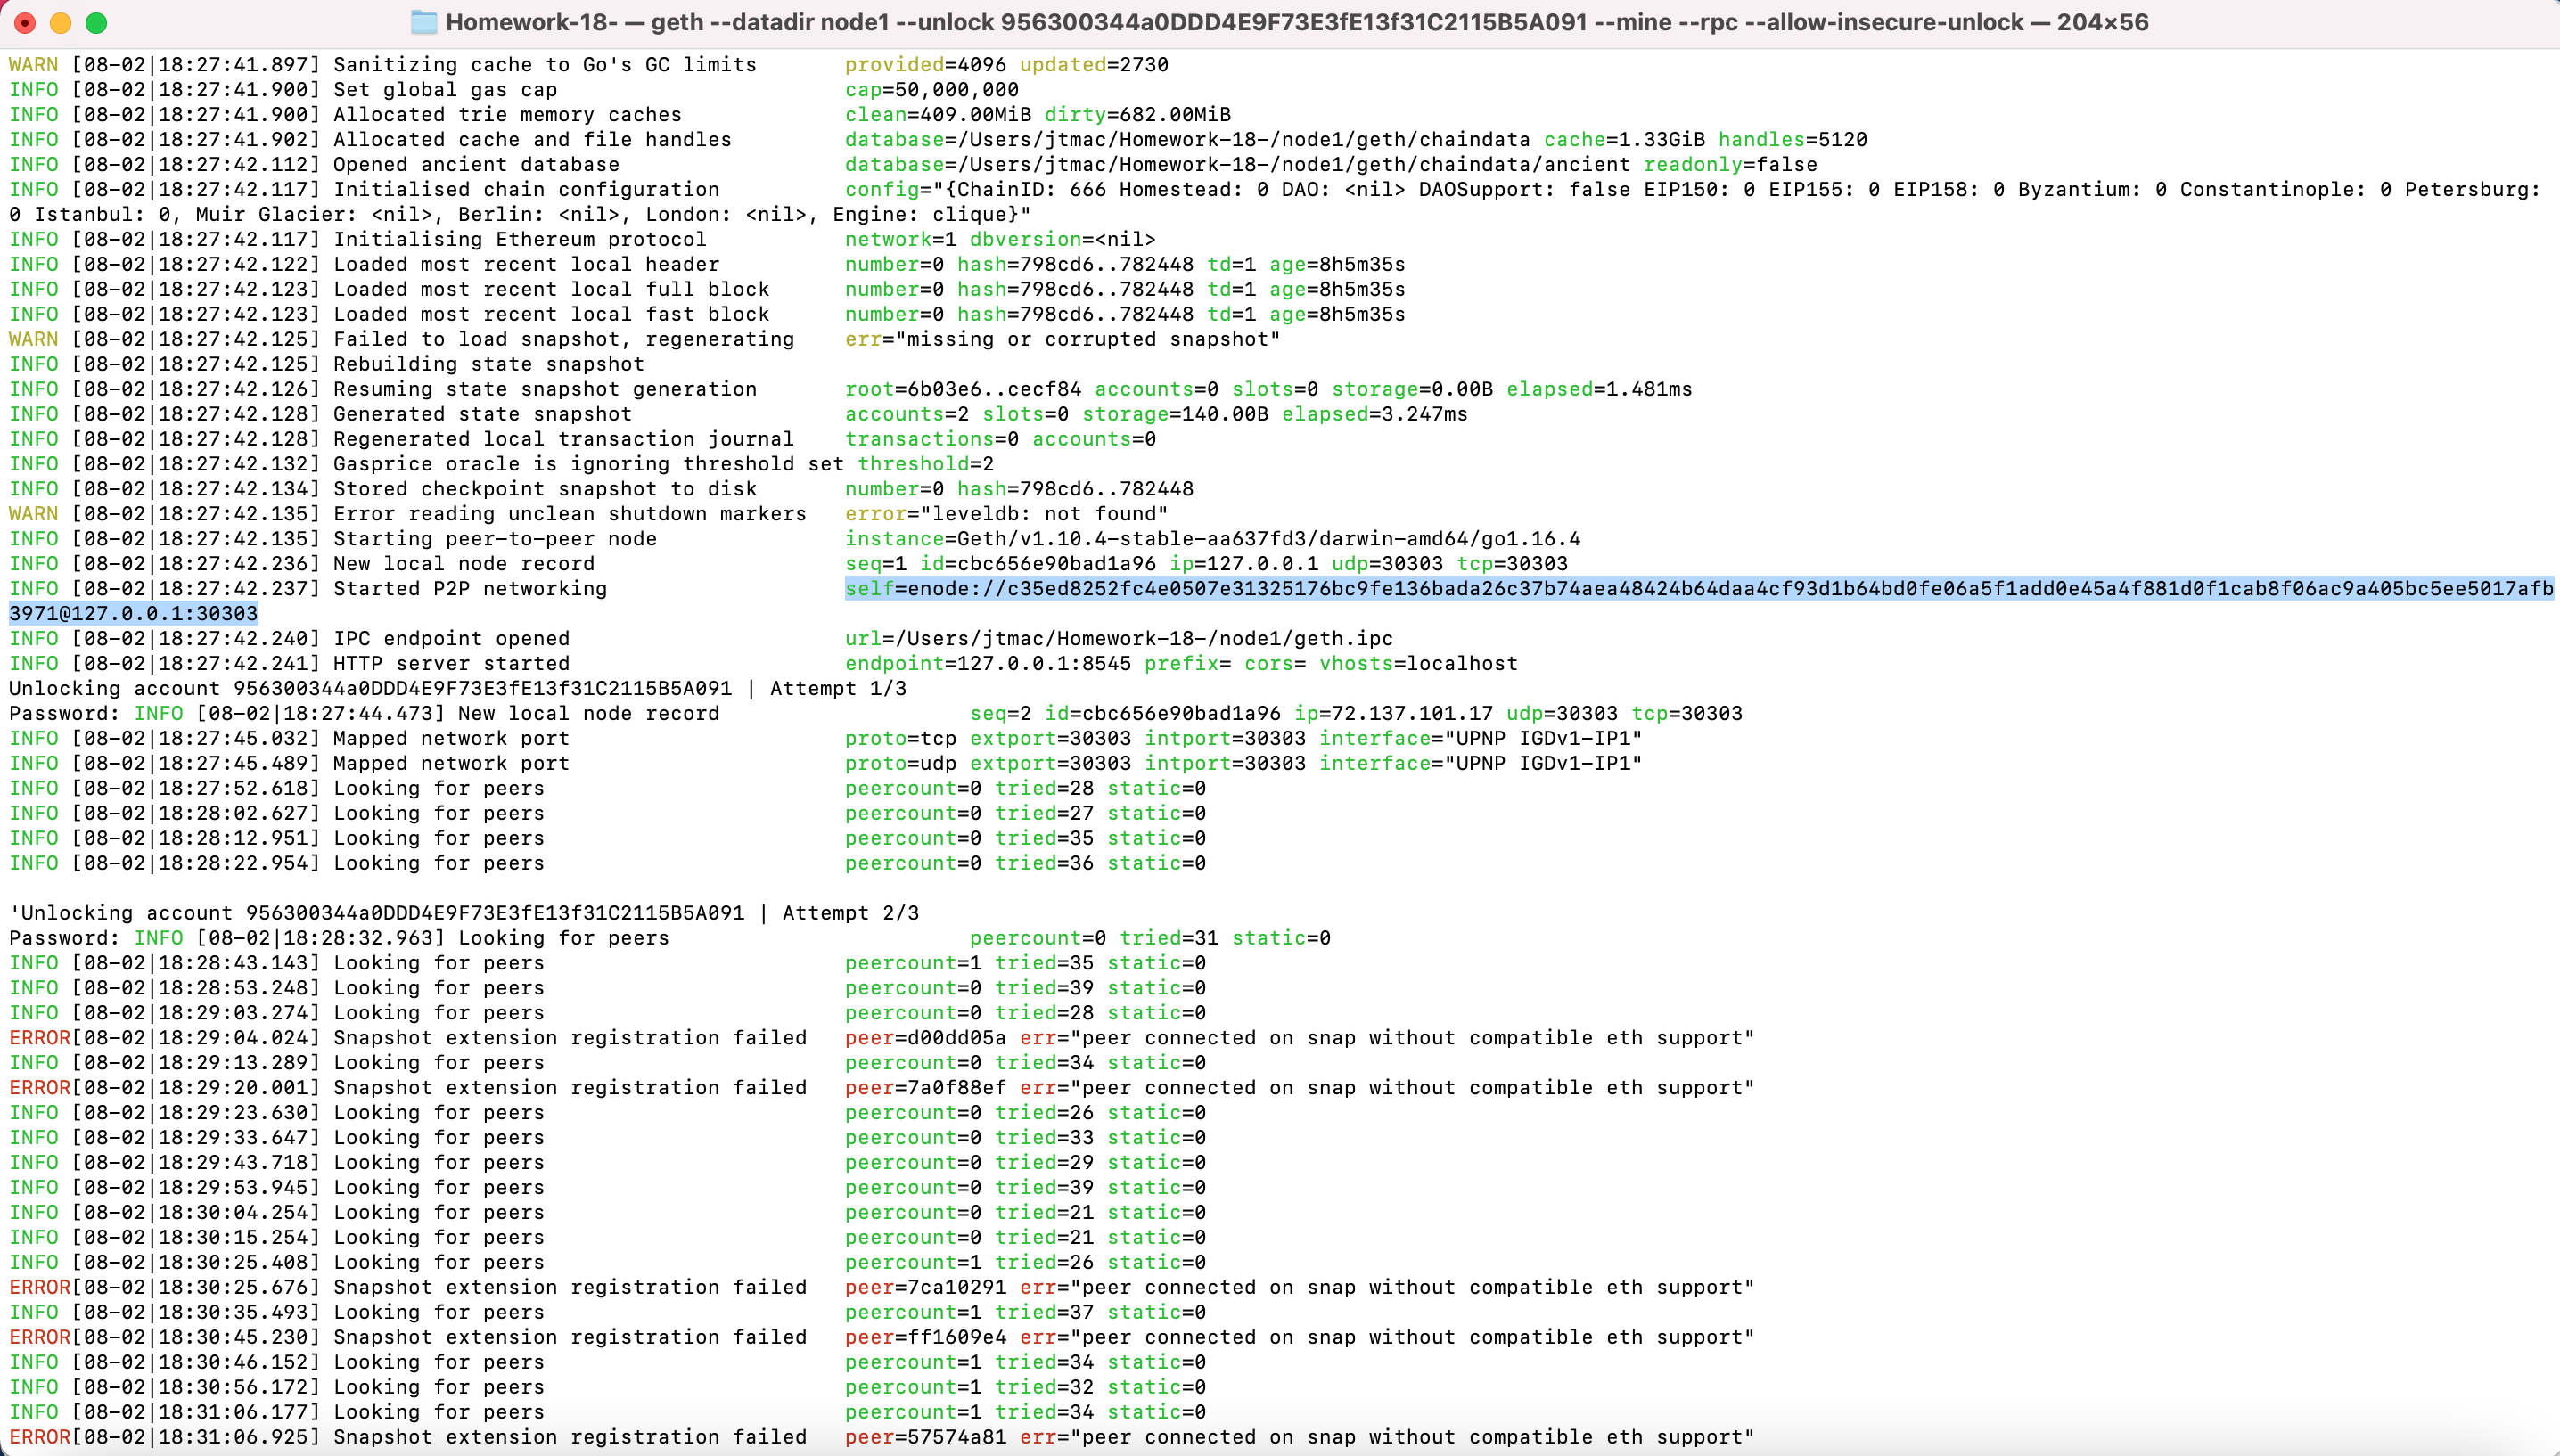 Homework-18- — geth --datadir node1 --unlock 956300344a0DDD4E9F73E3fE13f31C2115B5A091 --mine --rpc --allow-insecure-unlock — 204×56
WARN [08-02|18:27:41.897] Sanitizing cache to Go's GC limits provided=4096 updated=2730
INFO [08-02|18:27:41.900] Set global gas cap cap=50,000,000
INFO [08-02|18:27:41.900] Allocated trie memory caches clean=409.00MiB dirty=682.00MiB
INFO [08-02|18:27:41.902] Allocated cache and file handles database=/Users/jtmac/Homework-18-/node1/geth/chaindata cache=1.33GiB handles=5120
INFO [08-02|18:27:42.112] Opened ancient database database=/Users/jtmac/Homework-18-/node1/geth/chaindata/ancient readonly=false
INFO [08-02|18:27:42.117] Initialised chain configuration config="{ChainID: 666 Homestead: 0 DAO: <nil> DAOSupport: false EIP150: 0 EIP155: 0 EIP158: 0 Byzantium: 0 Constantinople: 0 Petersburg:
0 Istanbul: 0, Muir Glacier: <nil>, Berlin: <nil>, London: <nil>, Engine: clique}"
INFO [08-02|18:27:42.117] Initialising Ethereum protocol network=1 dbversion=<nil>
INFO [08-02|18:27:42.122] Loaded most recent local header number=0 hash=798cd6..782448 td=1 age=8h5m35s
INFO [08-02|18:27:42.123] Loaded most recent local full block number=0 hash=798cd6..782448 td=1 age=8h5m35s
INFO [08-02|18:27:42.123] Loaded most recent local fast block number=0 hash=798cd6..782448 td=1 age=8h5m35s
WARN [08-02|18:27:42.125] Failed to load snapshot, regenerating err="missing or corrupted snapshot"
INFO [08-02|18:27:42.125] Rebuilding state snapshot
INFO [08-02|18:27:42.126] Resuming state snapshot generation root=6b03e6..cecf84 accounts=0 slots=0 storage=0.00B elapsed=1.481ms
INFO [08-02|18:27:42.128] Generated state snapshot accounts=2 slots=0 storage=140.00B elapsed=3.247ms
INFO [08-02|18:27:42.128] Regenerated local transaction journal transactions=0 accounts=0
INFO [08-02|18:27:42.132] Gasprice oracle is ignoring threshold set threshold=2
INFO [08-02|18:27:42.134] Stored checkpoint snapshot to disk number=0 hash=798cd6..782448
WARN [08-02|18:27:42.135] Error reading unclean shutdown markers error="leveldb: not found"
INFO [08-02|18:27:42.135] Starting peer-to-peer node instance=Geth/v1.10.4-stable-aa637fd3/darwin-amd64/go1.16.4
INFO [08-02|18:27:42.236] New local node record seq=1 id=cbc656e90bad1a96 ip=127.0.0.1 udp=30303 tcp=30303
INFO [08-02|18:27:42.237] Started P2P networking self=enode://c35ed8252fc4e0507e31325176bc9fe136bada26c37b74aea48424b64daa4cf93d1b64bd0fe06a5f1add0e45a4f881d0f1cab8f06ac9a405bc5ee5017afb
3971@127.0.0.1:30303
INFO [08-02|18:27:42.240] IPC endpoint opened url=/Users/jtmac/Homework-18-/node1/geth.ipc
INFO [08-02|18:27:42.241] HTTP server started endpoint=127.0.0.1:8545 prefix= cors= vhosts=localhost
Unlocking account 956300344a0DDD4E9F73E3fE13f31C2115B5A091 | Attempt 1/3
Password: INFO [08-02|18:27:44.473] New local node record seq=2 id=cbc656e90bad1a96 ip=72.137.101.17 udp=30303 tcp=30303
INFO [08-02|18:27:45.032] Mapped network port proto=tcp extport=30303 intport=30303 interface="UPNP IGDv1-IP1"
INFO [08-02|18:27:45.489] Mapped network port proto=udp extport=30303 intport=30303 interface="UPNP IGDv1-IP1"
INFO [08-02|18:27:52.618] Looking for peers peercount=0 tried=28 static=0
INFO [08-02|18:28:02.627] Looking for peers peercount=0 tried=27 static=0
INFO [08-02|18:28:12.951] Looking for peers peercount=0 tried=35 static=0
INFO [08-02|18:28:22.954] Looking for peers peercount=0 tried=36 static=0
'Unlocking account 956300344a0DDD4E9F73E3fE13f31C2115B5A091 | Attempt 2/3
Password: INFO [08-02|18:28:32.963] Looking for peers peercount=0 tried=31 static=0
INFO [08-02|18:28:43.143] Looking for peers peercount=1 tried=35 static=0
INFO [08-02|18:28:53.248] Looking for peers peercount=0 tried=39 static=0
INFO [08-02|18:29:03.274] Looking for peers peercount=0 tried=28 static=0
ERROR[08-02|18:29:04.024] Snapshot extension registration failed peer=d00dd05a err="peer connected on snap without compatible eth support"
INFO [08-02|18:29:13.289] Looking for peers peercount=0 tried=34 static=0
ERROR[08-02|18:29:20.001] Snapshot extension registration failed peer=7a0f88ef err="peer connected on snap without compatible eth support"
INFO [08-02|18:29:23.630] Looking for peers peercount=0 tried=26 static=0
INFO [08-02|18:29:33.647] Looking for peers peercount=0 tried=33 static=0
INFO [08-02|18:29:43.718] Looking for peers peercount=0 tried=29 static=0
INFO [08-02|18:29:53.945] Looking for peers peercount=0 tried=39 static=0
INFO [08-02|18:30:04.254] Looking for peers peercount=0 tried=21 static=0
INFO [08-02|18:30:15.254] Looking for peers peercount=0 tried=21 static=0
INFO [08-02|18:30:25.408] Looking for peers peercount=1 tried=26 static=0
ERROR[08-02|18:30:25.676] Snapshot extension registration failed peer=7ca10291 err="peer connected on snap without compatible eth support"
INFO [08-02|18:30:35.493] Looking for peers peercount=1 tried=37 static=0
ERROR[08-02|18:30:45.230] Snapshot extension registration failed peer=ff1609e4 err="peer connected on snap without compatible eth support"
INFO [08-02|18:30:46.152] Looking for peers peercount=1 tried=34 static=0
INFO [08-02|18:30:56.172] Looking for peers peercount=1 tried=32 static=0
INFO [08-02|18:31:06.177] Looking for peers peercount=1 tried=34 static=0
ERROR[08-02|18:31:06.925] Snapshot extension registration failed peer=57574a81 err="peer connected on snap without compatible eth support"